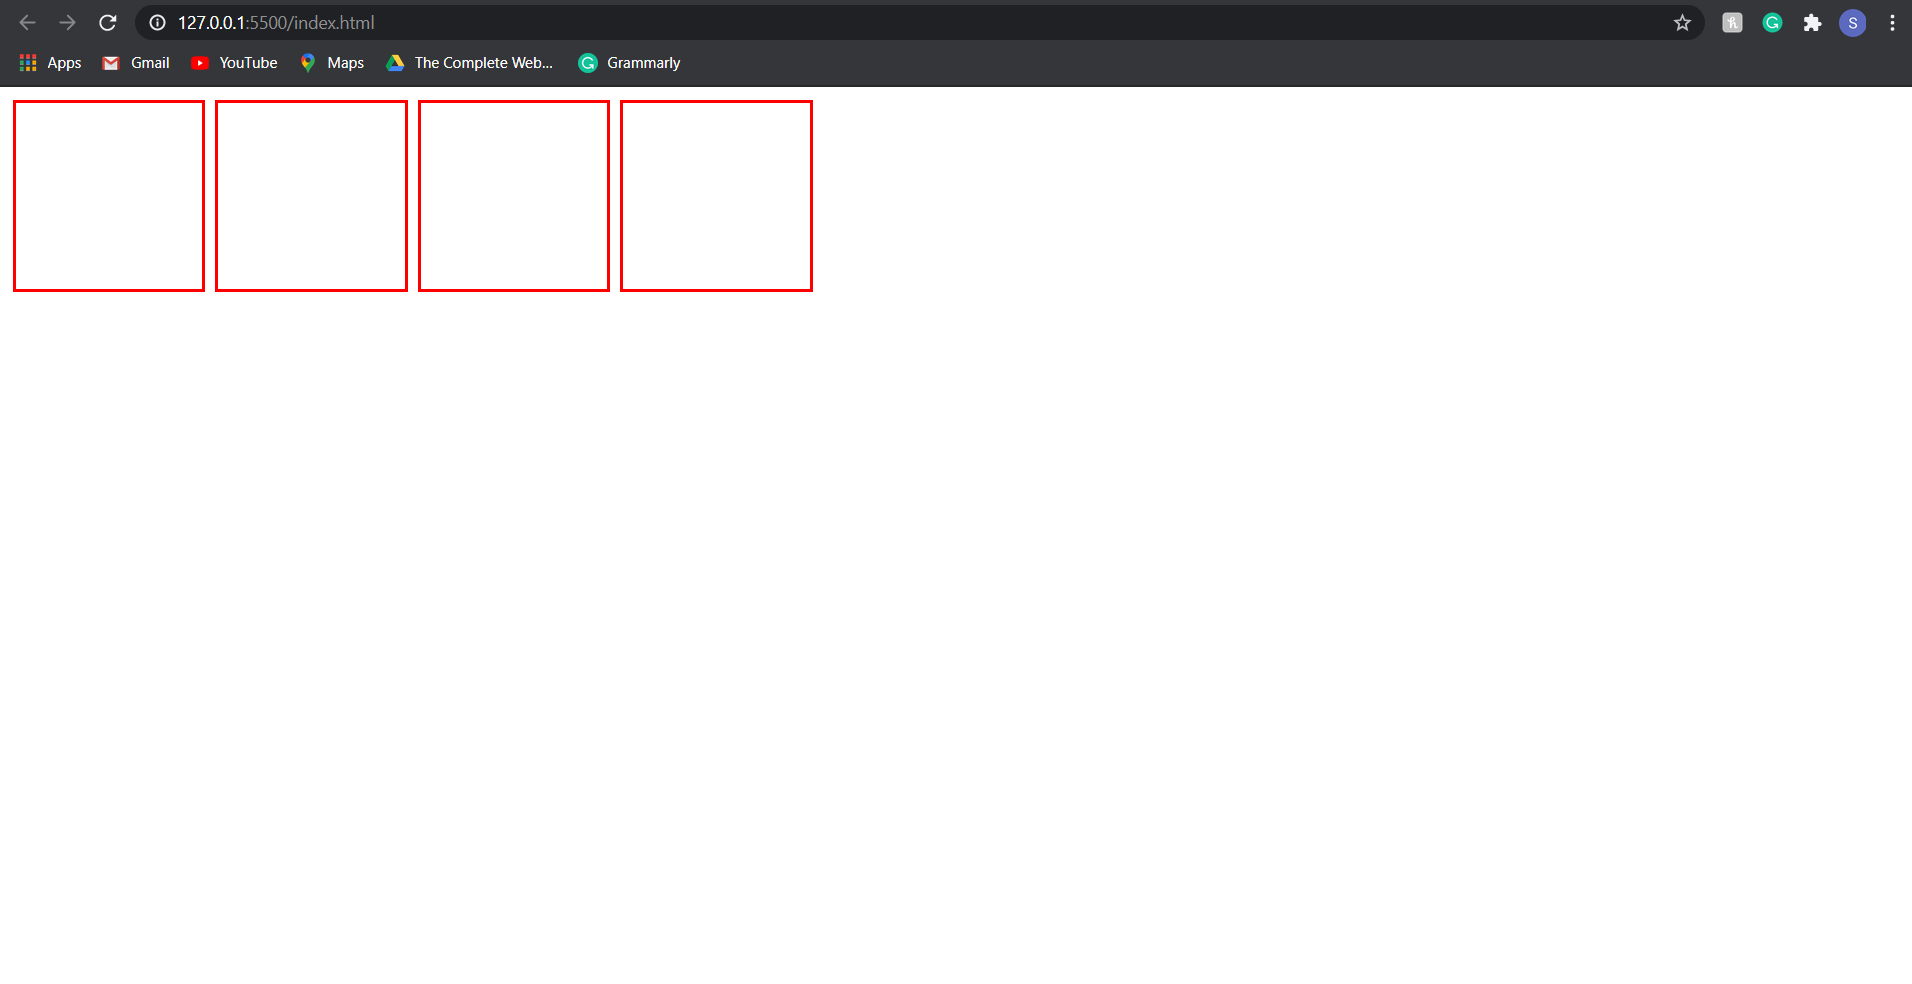 127.0.0.1:5500/index.html
S
Apps Gmail YouTube Maps The Complete Web... Grammarly